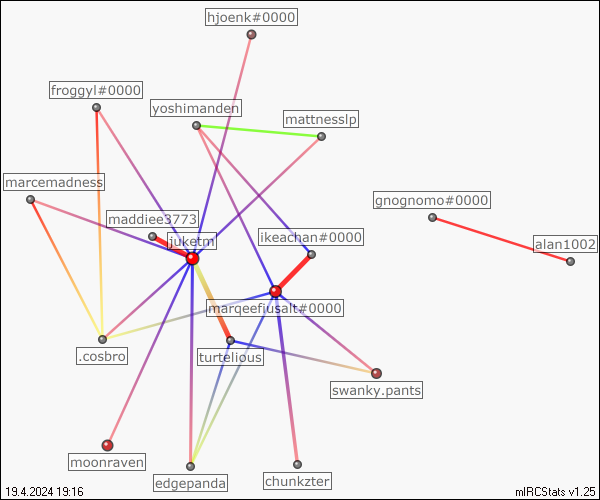 hjoenk#0000
froggyl#0000
yoshimanden
mattnesslp
marcemadness
gnognomo#0000
maddiee3773
juketm
ikeachan#0000
alan1002
marqeefjusalt#0000
.cosbro
turtelious
swanky.pants
moonraven
edgepanda
chunkzter
19.4.2024 19:16
mIRCStats v1.25